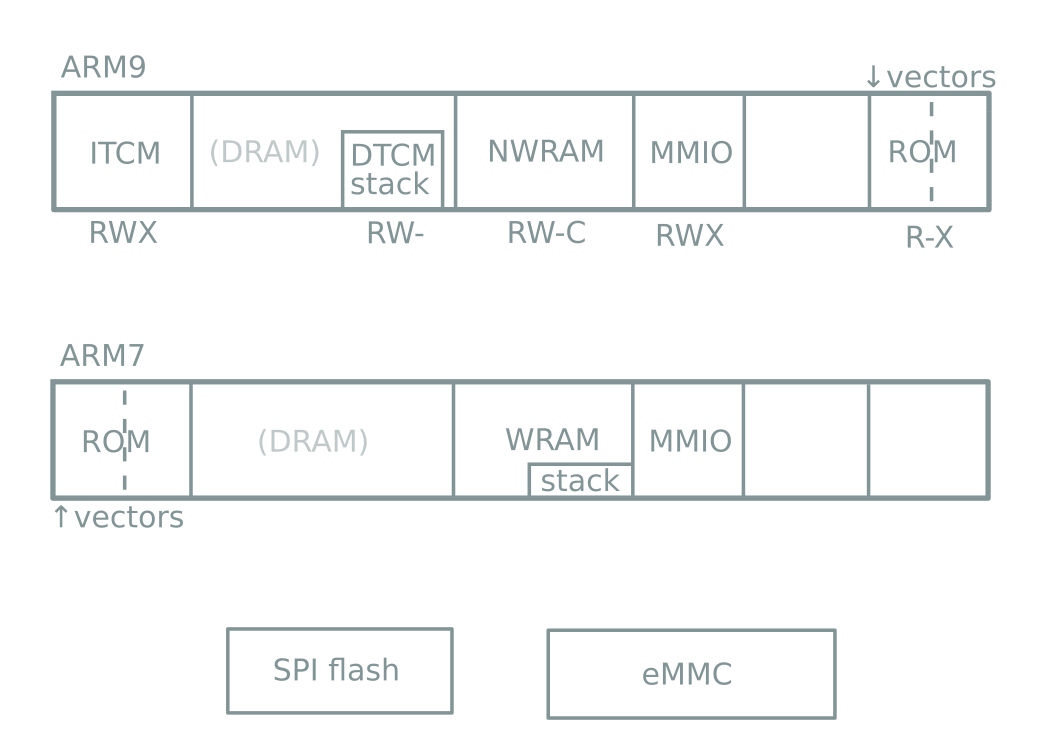 ARM9
↓vectors
ITCM
(DRAM)
DTCM
stack
NWRAM
MMIO
ROM
RWX
RW-
RW-C
RWX
R-X
ARM7
ROM
(DRAM)
WRAM
stack
MMIO
↑vectors
SPI flash
eMMC